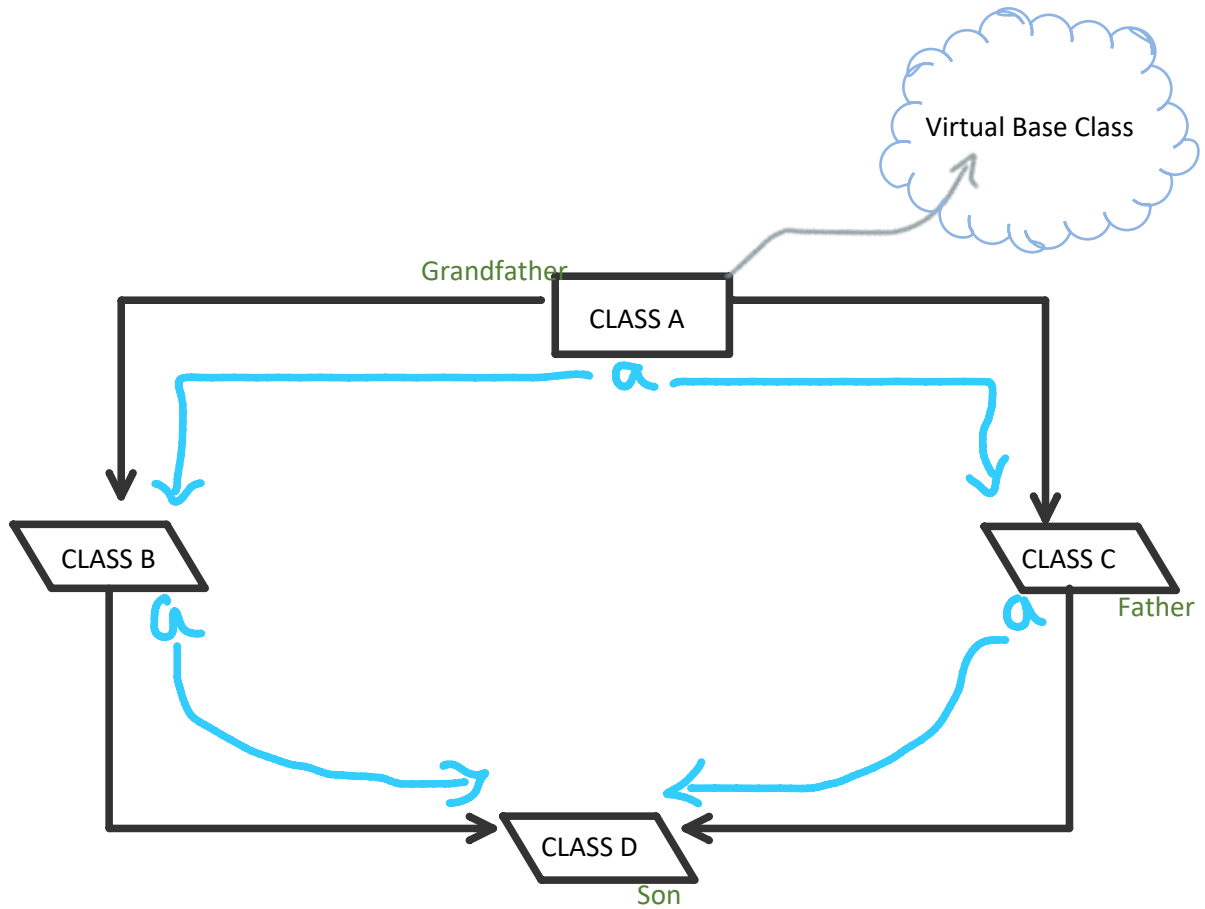 Virtual Base Class
Grandfather
CLASS A
a
CLASS B
CLASS C
a
a
Father
CLASS D
Son